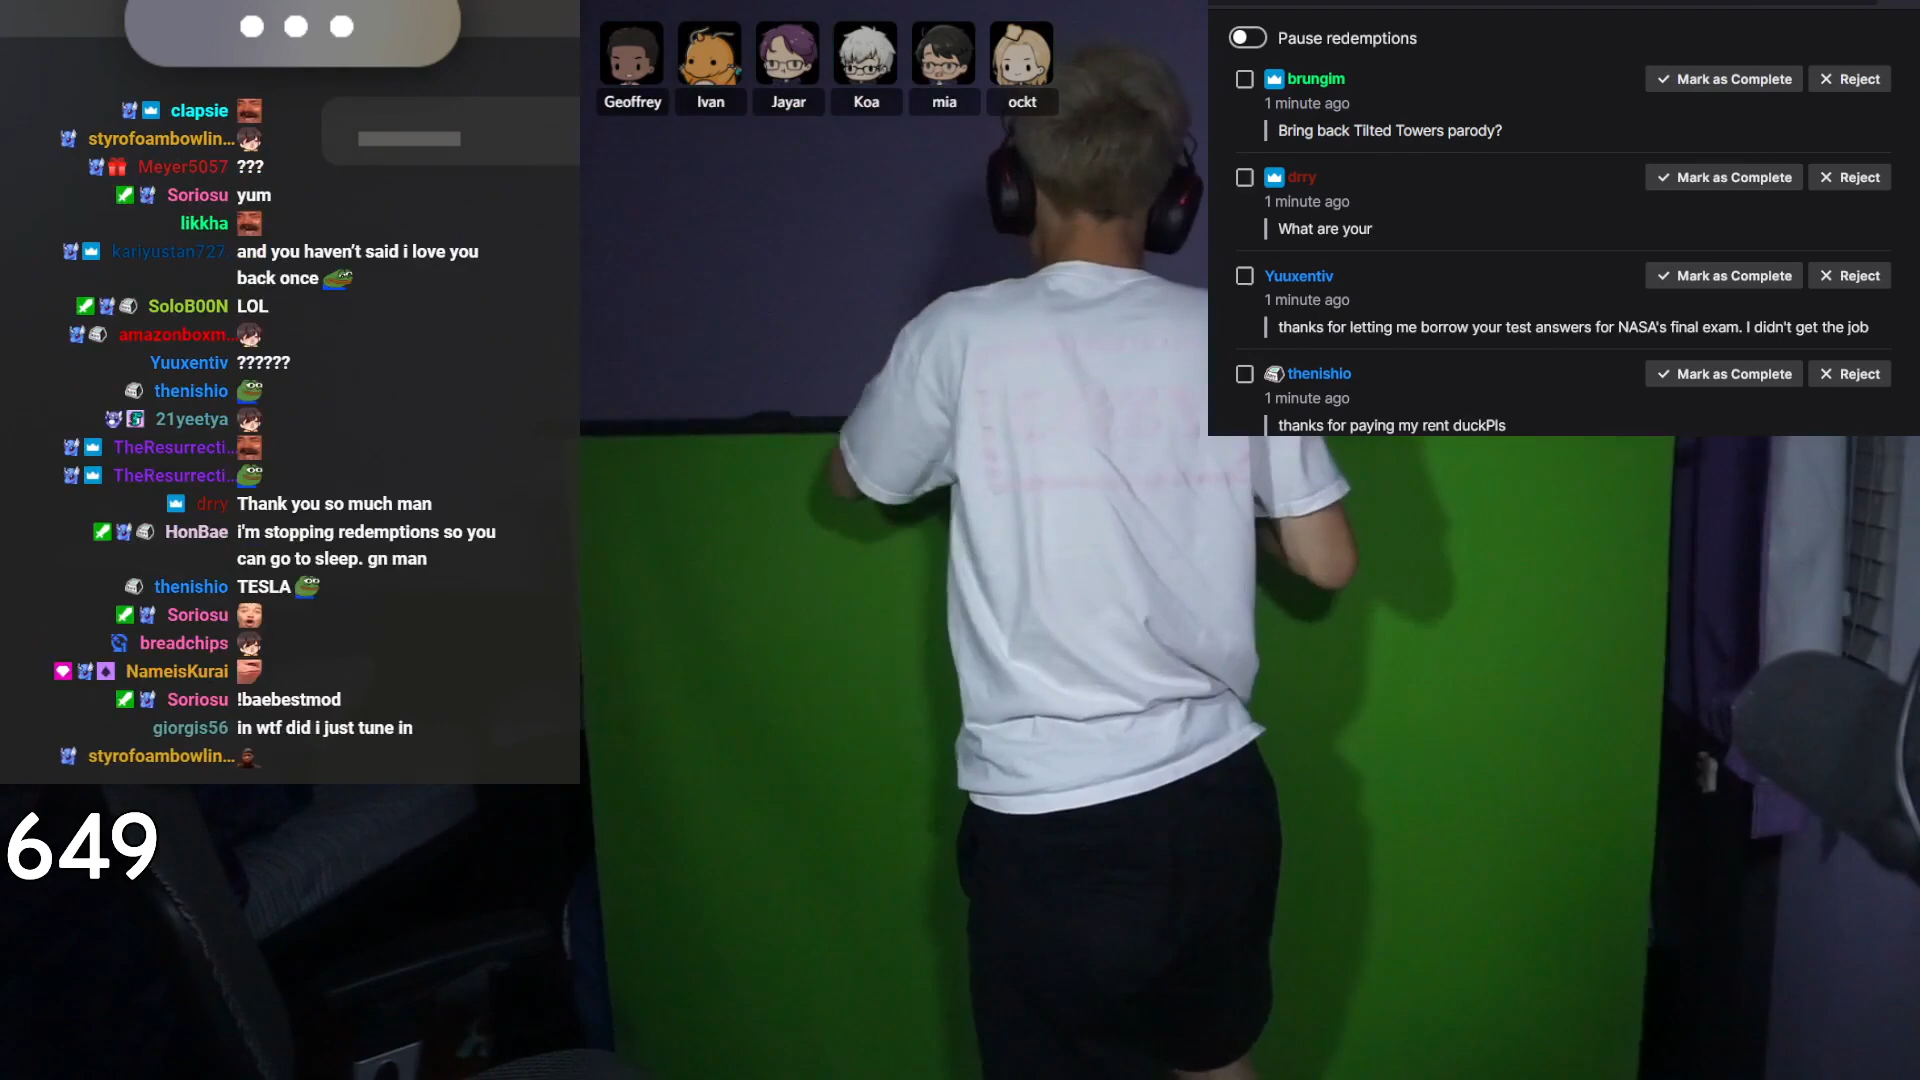 clapsie
styrofoambowlin...
Meyer5057 ???
Soriosu yum
likkha
kariyustan727. and you haven't said i love you
back once
SoloB00N LOL
amazonboxm...
Yuuxentiv ??????
thenishio
21yeetya
TheResurrecti...
TheResurrecti...
drry Thank you so much man
HonBae i'm stopping redemptions so you
can go to sleep. gn man
thenishio TESLA
Soriosu
breadchips
NameisKurai
Soriosu !baebestmod
giorgis56 in wtf did i just tune in
styrofoambowlin...
649
Geoffrey Ivan Jayar Koa mia ockt
Pause redemptions
brungim Mark as Complete Reject
1 minute ago
Bring back Tilted Towers parody?
drry Mark as Complete Reject
1 minute ago
What are your
Yuuxentiv Mark as Complete Reject
1 minute ago
thanks for letting me borrow your test answers for NASA's final exam. I didn't get the job
thenishio Mark as Complete Reject
1 minute ago
thanks for paying my rent duckPls